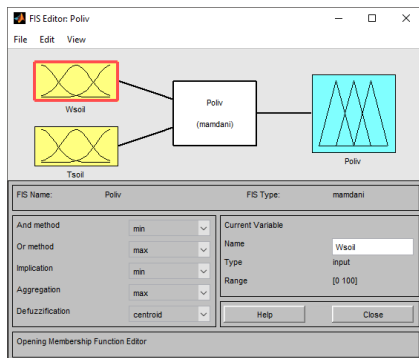 FIS Editor: Poliv
File Edit View
Wsoil
Tsoil
Poliv
(mamdani)
Poliv
FIS Name: Poliv FIS Type: mamdani
And method min
Or method max
Implication min
Aggregation max
Defuzzification centroid
Current Variable
Name Wsoil
Type input
Range [0 100]
Help Close
Opening Membership Function Editor